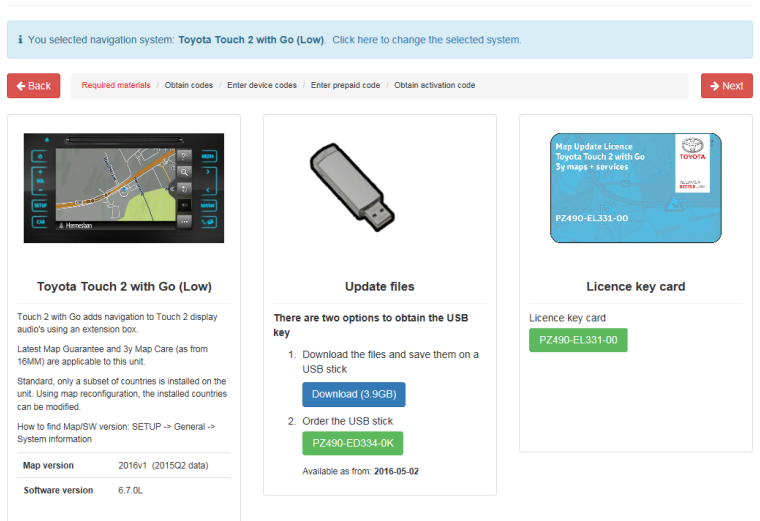 You selected navigation system: Toyota Touch 2 with Go (Low). Click here to change the selected system.
Back
Required materials / Obtain codes / Enter device codes / Enter prepaid code / Obtain activation code
Next
MEDIA
VOL
SETUP
CAR
Hornestian
Toyota Touch 2 with Go (Low)
Touch 2 with Go adds navigation to Touch 2 display
audio's using an extension box.
Latest Map Guarantee and 3y Map Care (as from
16MM) are applicable to this unit.
Standard, only a subset of countries is installed on the
unit. Using map reconfiguration, the installed countries
can be modified.
How to find Map/SW version: SETUP -> General ->
System information
Map version 2016v1 (2015Q2 data)
Software version 6.7.0L
Update files
There are two options to obtain the USB
key
1. Download the files and save them on a
USB stick
Download (3.9GB)
2. Order the USB stick
PZ490-ED334-0K
Available as from: 2016-05-02
Map Update Licence
Toyota Touch 2 with Go
3y maps + services
TOYOTA
ALWAYS A
BETTER WAY
PZ490-EL331-00
Licence key card
Licence key card
PZ490-EL331-00